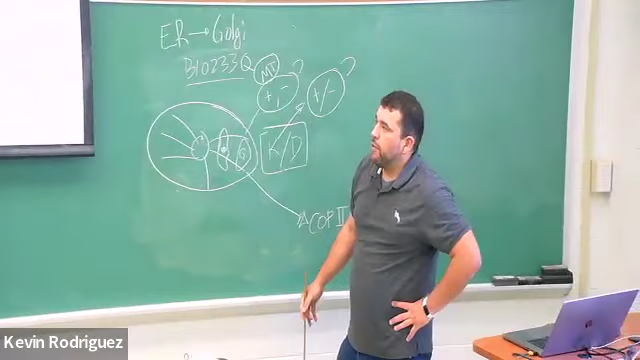 ER → Golgi
BIO233Q
MT ?
+,- ?
+/-
K/D
COP II
Kevin Rodriguez